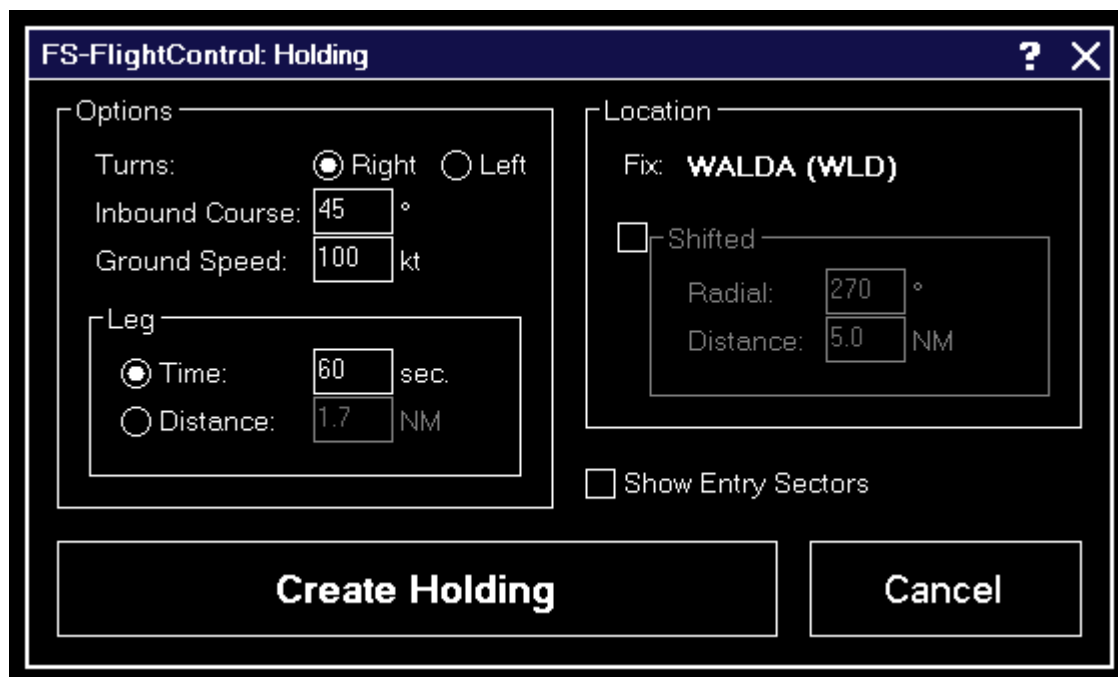 FS-FlightControl: Holding ? X
Options
Turns: Right Left
Inbound Course: 45 °
Ground Speed: 100 kt
Leg
Time: 60 sec.
Distance: 1.7 NM
Location
Fix: WALDA (WLD)
Shifted
Radial: 270 °
Distance: 5.0 NM
Show Entry Sectors
Create Holding
Cancel